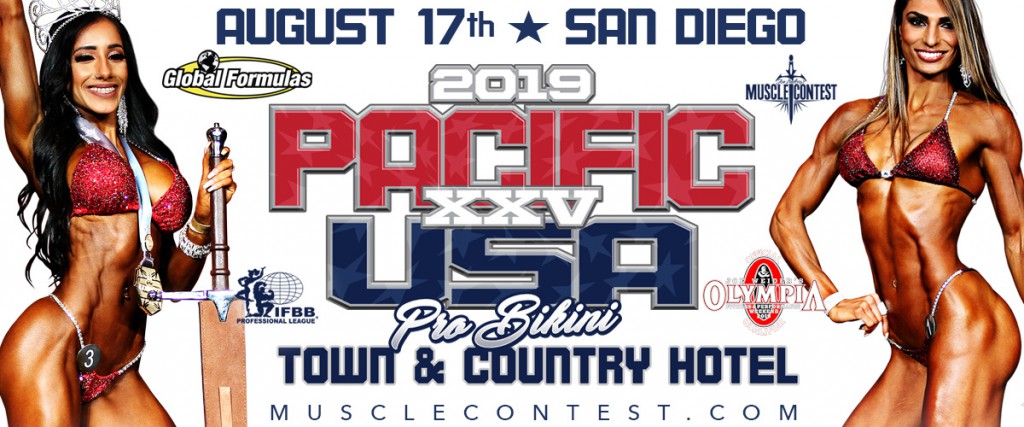 AUGUST 17th ★ SAN DIEGO
Global Formulas
2019
MUSCLECONTEST
PACIFIC
XXV
USA
IFBB
PROFESSIONAL LEAGUE
OLYMPIA
Pro Bikini
3
TOWN & COUNTRY HOTEL
MUSCLECONTEST.COM